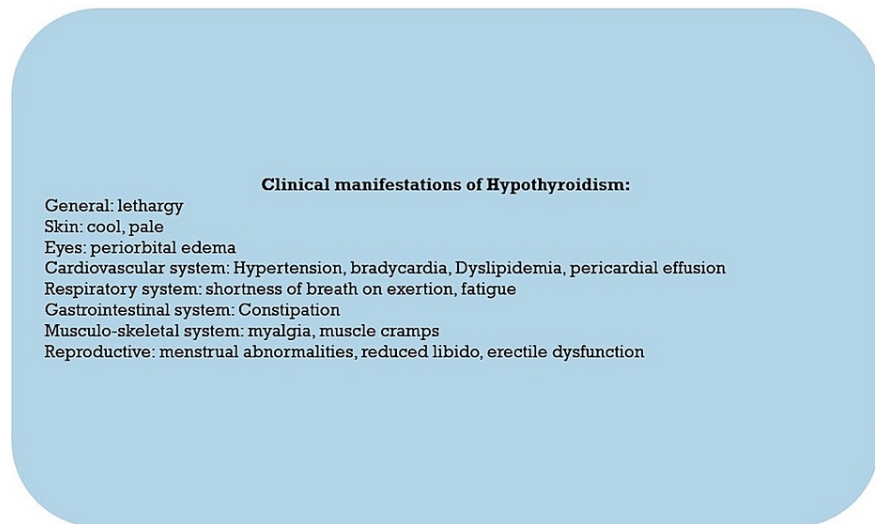 Clinical manifestations of Hypothyroidism:
General: lethargy
Skin: cool, pale
Eyes: periorbital edema
Cardiovascular system: Hypertension, bradycardia, Dyslipidemia, pericardial effusion
Respiratory system: shortness of breath on exertion, fatigue
Gastrointestinal system: Constipation
Musculo-skeletal system: myalgia, muscle cramps
Reproductive: menstrual abnormalities, reduced libido, erectile dysfunction